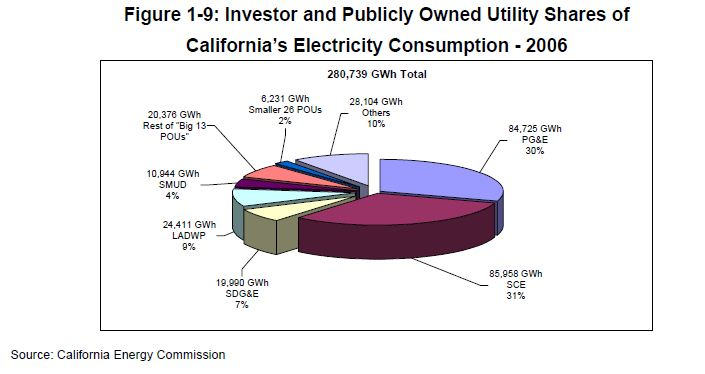 Figure 1-9: Investor and Publicly Owned Utility Shares of
California's Electricity Consumption - 2006
280,739 GWh Total
6,231 GWh
Smaller 26 POUs
2%
28,104 GWh
Others
10%
20,376 GWh
Rest of "Big 13
POUs"
84,725 GWh
PG&E
30%
10,944 GWh
SMUD
4%
24,411 GWh
LADWP
9%
19,990 GWh
SDG&E
7%
85,958 GWh
SCE
31%
Source: California Energy Commission